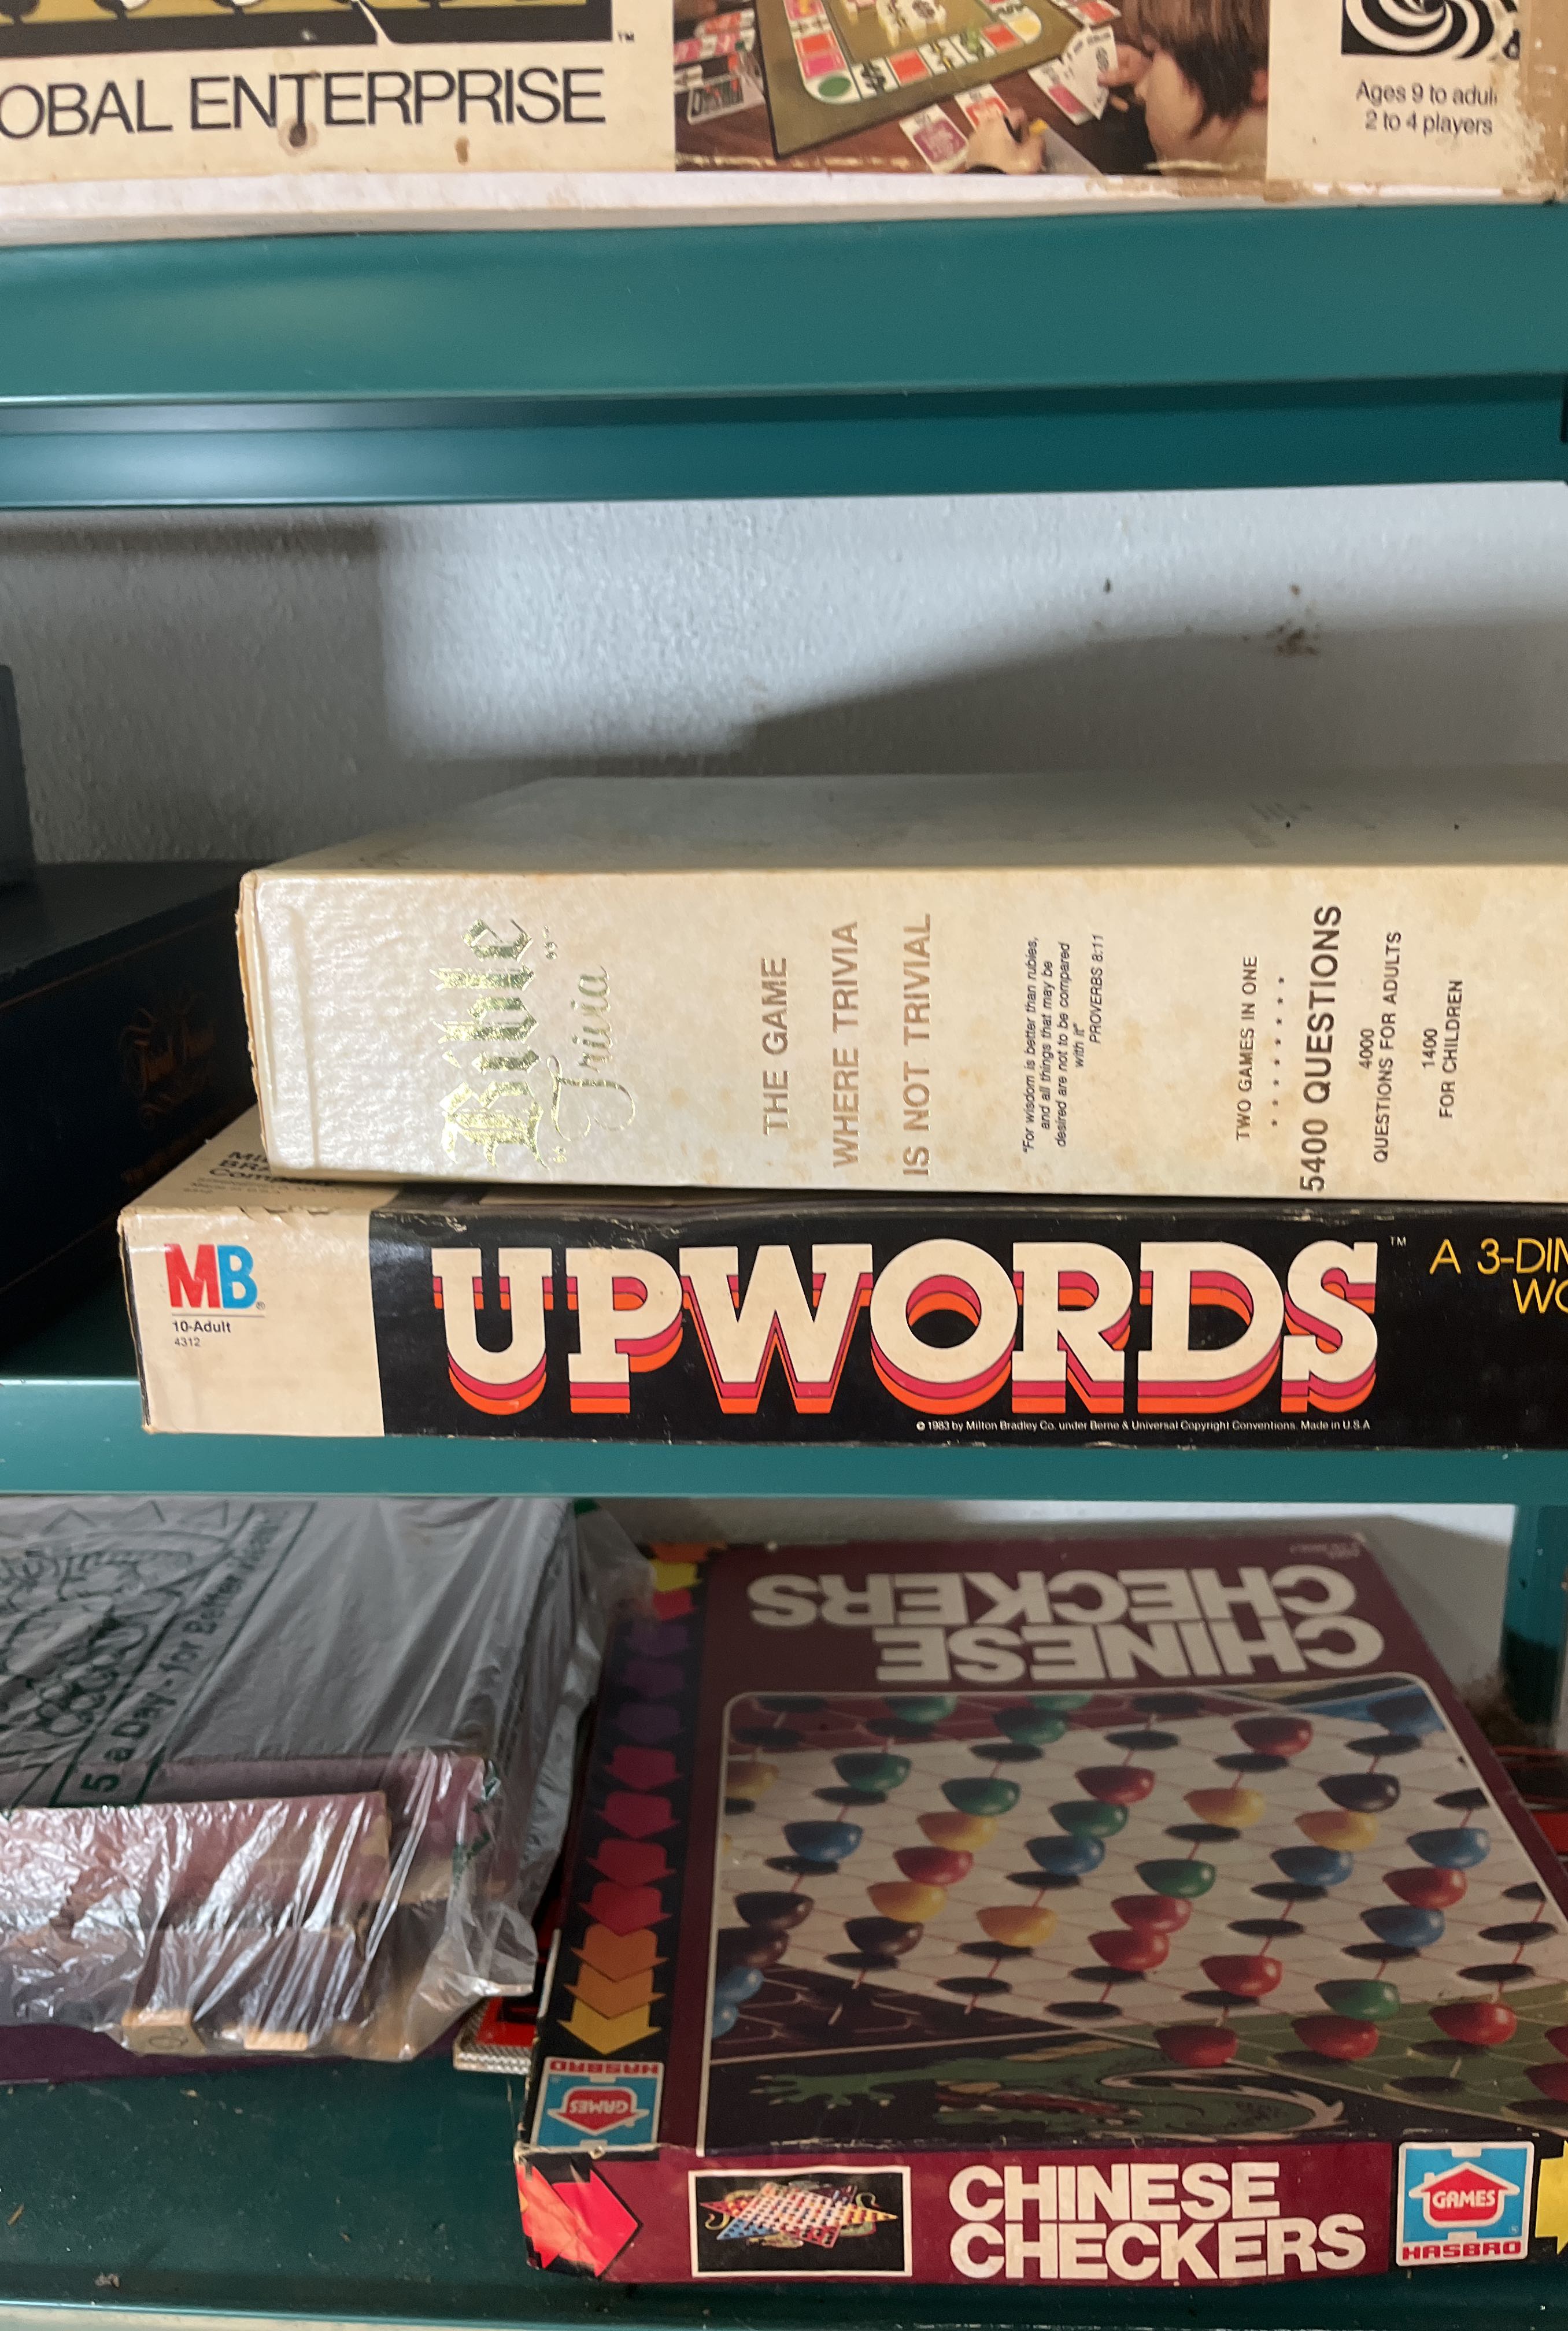 ™
OBAL ENTERPRISE
Ages 9 to adul
2 to 4 players
Bible
Trivia
THE GAME
WHERE TRIVIA
IS NOT TRIVIAL
"For wisdom is better than rubies,
and all things that may be
desired are not to be compared
with it"
PROVERBS 8:11
TWO GAMES IN ONE
5400 QUESTIONS
4000
QUESTIONS FOR ADULTS
1400
FOR CHILDREN
MB®
10-Adult
4312
UPWORDS™
A 3-DIM
WO
© 1983 by Milton Bradley Co. under Berne & Universal Copyright Conventions. Made in U.S.A
5 a Day - for Better
CHINESE
CHECKERS
HASBRO
GAMES
CHINESE
CHECKERS
GAMES
HASBRO